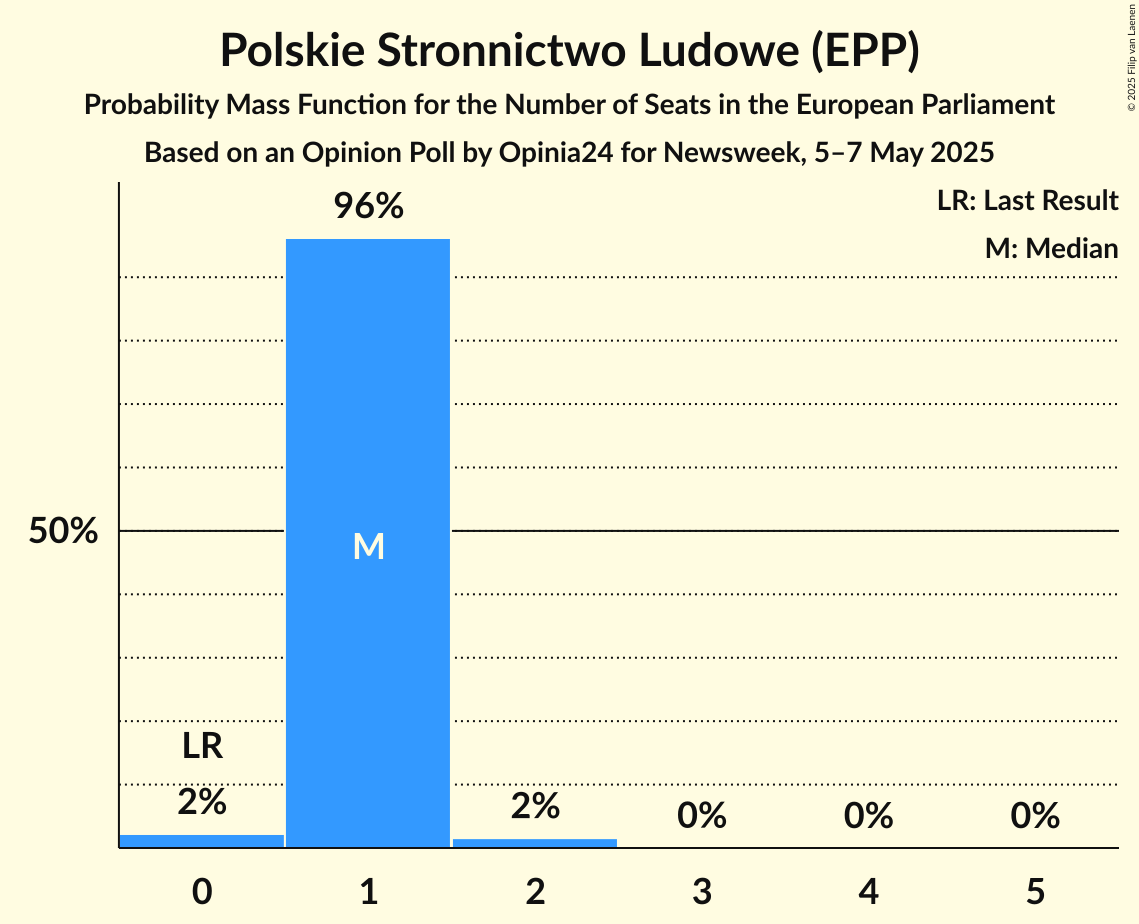 Polskie Stronnictwo Ludowe (EPP)
Probability Mass Function for the Number of Seats in the European Parliament
Based on an Opinion Poll by Opinia24 for Newsweek, 5–7 May 2025
© 2025 Filip van Laenen
LR: Last Result
M: Median
96%
50%
M
LR
2%
2%
0%
0%
0%
0
1
2
3
4
5